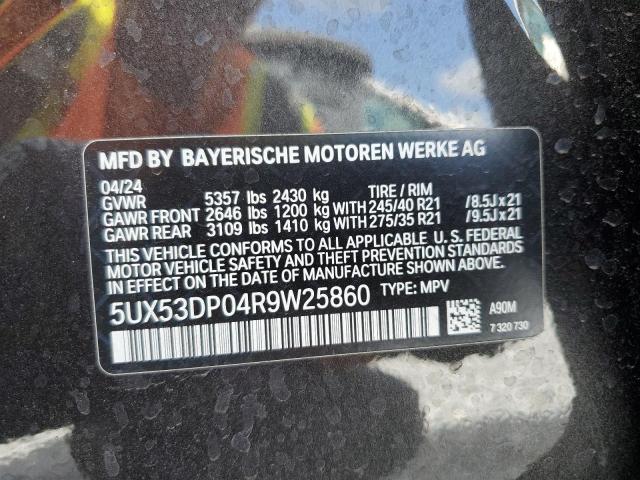 MFD BY BAYERISCHE MOTOREN WERKE AG
04/24
GVWR 5357 lbs 2430 kg TIRE / RIM
GAWR FRONT 2646 lbs 1200 kg WITH 245/40 R21 /8.5J x 21
GAWR REAR 3109 lbs 1410 kg WITH 275/35 R21 /9.5J x 21
THIS VEHICLE CONFORMS TO ALL APPLICABLE U. S. FEDERAL
MOTOR VEHICLE SAFETY AND THEFT PREVENTION STANDARDS
IN EFFECT ON THE DATE OF MANUFACTURE SHOWN ABOVE.
5UX53DP04R9W25860 TYPE: MPV
A90M
7 320 730